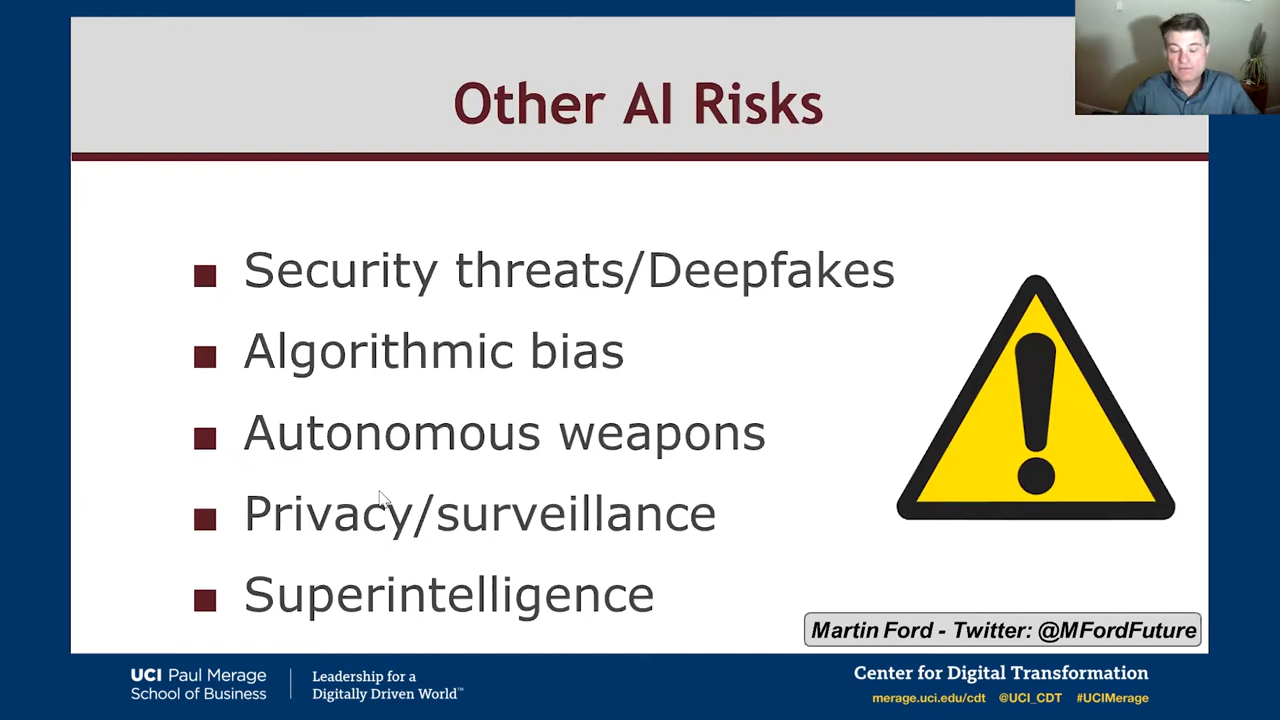 Other AI Risks
Security threats/Deepfakes
Algorithmic bias
Autonomous weapons
Privacy/surveillance
Superintelligence
Martin Ford - Twitter: @MFordFuture
UCI Paul Merage
School of Business
Leadership for a
Digitally Driven World™
Center for Digital Transformation
merage.uci.edu/cdt @UCI_CDT #UCIMerage